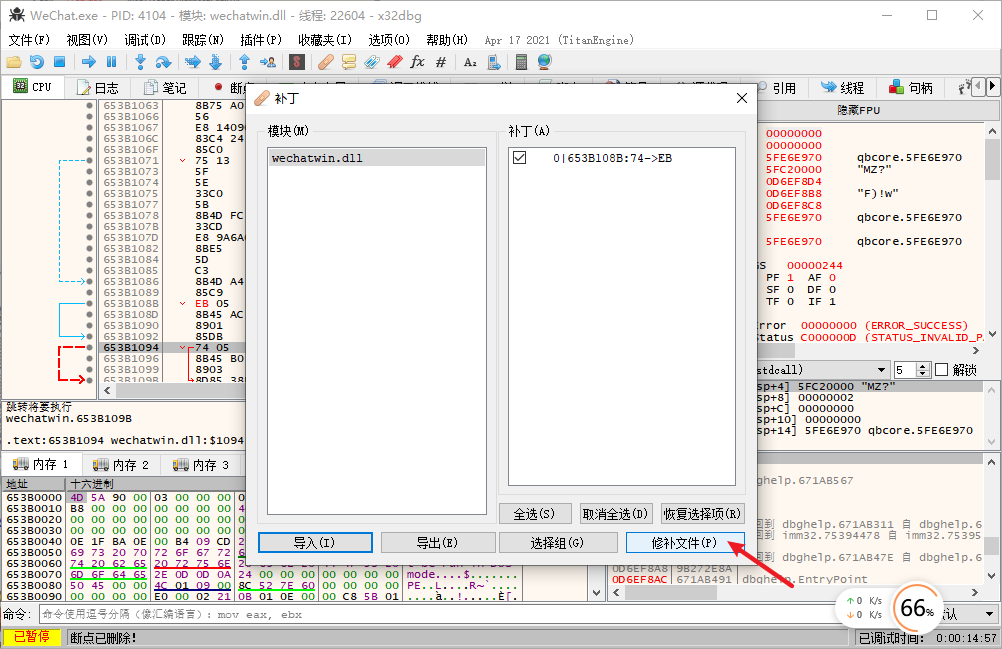 WeChat.exe - PID: 4104 - 模块: wechatwin.dll - 线程: 22604 - x32dbg
文件(F) 视图(V) 调试(D) 跟踪(N) 插件(P) 收藏夹(I) 选项(O) 帮助(H) Apr 17 2021 (TitanEngine)
CPU 日志 笔记 引用 线程 句柄
补丁
隐藏FPU
模块(M)
wechatwin.dll
补丁(A)
0|653B108B:74->EB
全选(S) 取消全选(D) 恢复选择项(R)
导入(I) 导出(E) 选择组(G) 修补文件(P)
653B1063 8B75 A0
653B1066 56
653B1067 E8 1409
653B106C 83C4 24
653B106F 85C0
653B1071 75 13
653B1073 5F
653B1074 5E
653B1075 33C0
653B1077 5B
653B1078 8B4D FC
653B107B 33CD
653B107D E8 9A6A
653B1082 8BE5
653B1084 5D
653B1085 C3
653B1086 8B4D A4
653B1089 85C9
653B108B EB 05
653B108D 8B45 AC
653B1090 8901
653B1092 85DB
653B1094 74 05
653B1096 8B45 B0
653B1099 8903
653B109B 8D85 38
00000000
00000000
5FE6E970 qbcore.5FE6E970
5FC20000 "MZ?"
0D6EF8D4
0D6EF8B8 "F)!w"
0D6EF8C8
5FE6E970 qbcore.5FE6E970
5FE6E970 qbcore.5FE6E970
GS 00000244
PF 1 AF 0
SF 0 DF 0
TF 0 IF 1
rror 00000000 (ERROR_SUCCESS)
tatus C000000D (STATUS_INVALID_P
stdcall) 5 解锁
sp+4] 5FC20000 "MZ?"
sp+8] 00000002
sp+C] 00000000
sp+10] 00000000
sp+14] 5FE6E970 qbcore.5FE6E970
跳转将要执行
wechatwin.653B109B
.text:653B1094 wechatwin.dll:$1094
内存 1 内存 2 内存 3
地址 十六进制
653B0000 4D 5A 90 00 03 00 00 00
653B0010 B8 00 00 00 00 00 00 00
653B0020 00 00 00 00 00 00 00 00
653B0030 00 00 00 00 00 00 00 00
653B0040 0E 1F BA 0E 00 B4 09 CD
653B0050 69 73 20 70 72 6F 67 72
653B0060 74 20 62 65 20 72 75 6E
653B0070 6D 6F 64 65 2E 0D 0D 0A 24 00 00 00 00 00 00 00 mode....$.......
653B0080 50 45 00 00 4C 01 09 00 8C 52 7E 60
653B0090 E0 00 02 21 0B 01 0E 00 00 C8 5B 01
ghelp.671AB567
回到 dbghelp.671AB311 自 dbghelp.6
回到 imm32.75394478 自 imm32.75395
回到 dbghelp.671AB47E 自 dbghelp.6
0D6EF8A8 9B272E8A
0D6EF8AC 671AB491 dbghelp.EntryPoint
命令: 命令使用逗号分隔（像汇编语言）: mov eax, ebx
↑ 0 K/s
↓ 0 K/s
66%
已暂停 断点已删除! 已调试时间: 0:00:14:57